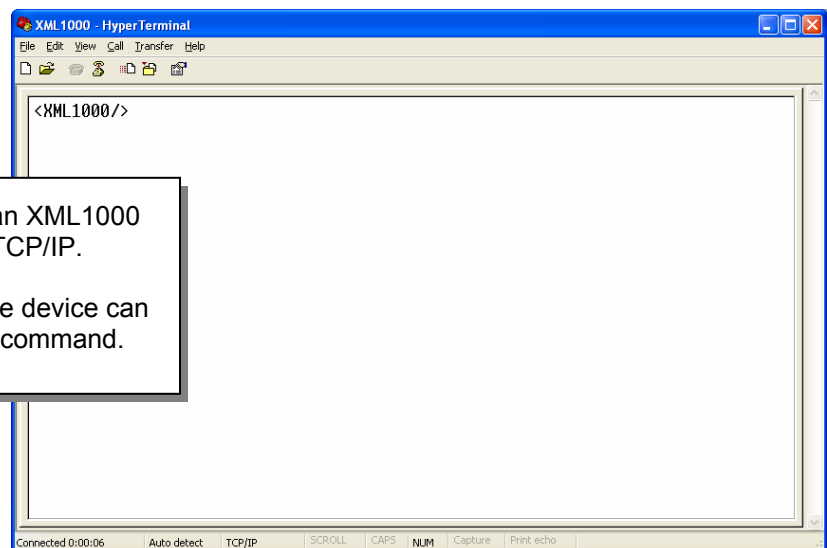 XML1000 - HyperTerminal
File Edit View Call Transfer Help
<XML1000/>
an XML1000
TCP/IP.
e device can
command.
Connected 0:00:06 Auto detect TCP/IP SCROLL CAPS NUM Capture Print echo